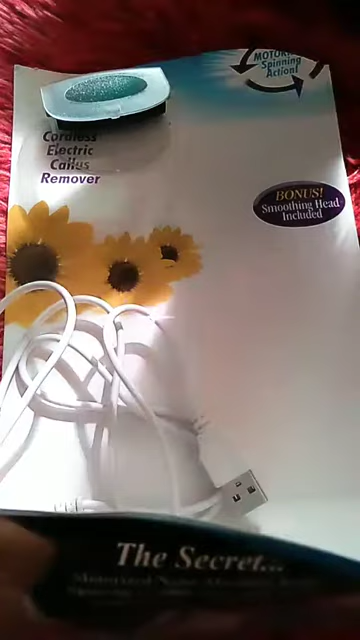 MOTORIZED
Spinning
Action!
Cordless
Electric
Callus
Remover
BONUS!
Smoothing Head
Included
The Secret...